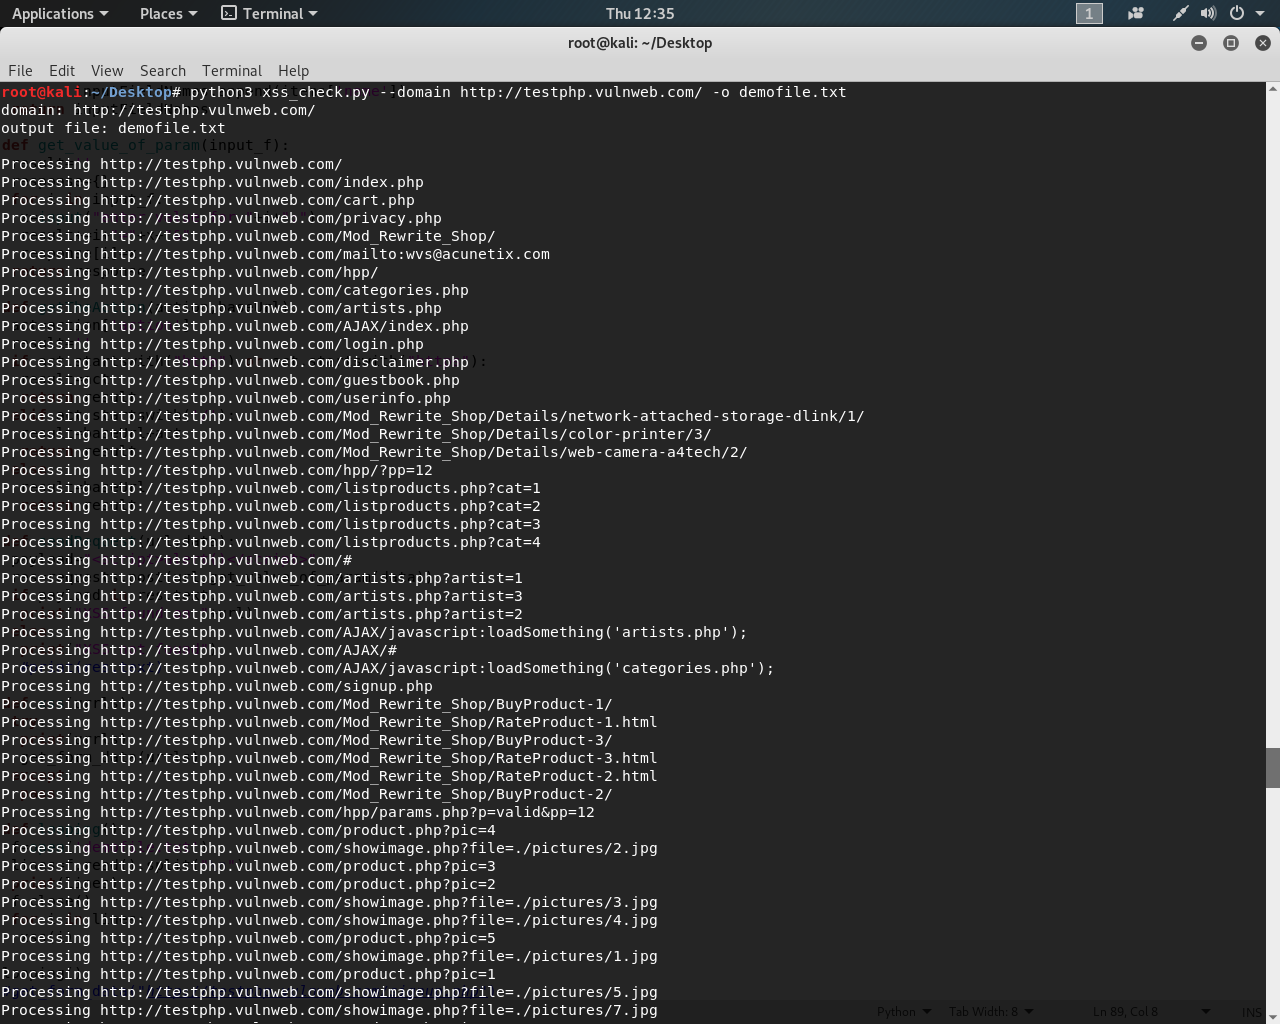 Applications Places Terminal Thu 12:35 1
root@kali: ~/Desktop
File Edit View Search Terminal Help
root@kali:~/Desktop# python3 xss_check.py --domain http://testphp.vulnweb.com/ -o demofile.txt
domain: http://testphp.vulnweb.com/
output file: demofile.txt
def get_value_of_param(input_f):
Processing http://testphp.vulnweb.com/
Processing http://testphp.vulnweb.com/index.php
Processing http://testphp.vulnweb.com/cart.php
Processing http://testphp.vulnweb.com/privacy.php
Processing http://testphp.vulnweb.com/Mod_Rewrite_Shop/
Processing http://testphp.vulnweb.com/mailto:wvs@acunetix.com
Processing http://testphp.vulnweb.com/hpp/
Processing http://testphp.vulnweb.com/categories.php
Processing http://testphp.vulnweb.com/artists.php
Processing http://testphp.vulnweb.com/AJAX/index.php
Processing http://testphp.vulnweb.com/login.php
Processing http://testphp.vulnweb.com/disclaimer.php
Processing http://testphp.vulnweb.com/guestbook.php
Processing http://testphp.vulnweb.com/userinfo.php
Processing http://testphp.vulnweb.com/Mod_Rewrite_Shop/Details/network-attached-storage-dlink/1/
Processing http://testphp.vulnweb.com/Mod_Rewrite_Shop/Details/color-printer/3/
Processing http://testphp.vulnweb.com/Mod_Rewrite_Shop/Details/web-camera-a4tech/2/
Processing http://testphp.vulnweb.com/hpp/?pp=12
Processing http://testphp.vulnweb.com/listproducts.php?cat=1
Processing http://testphp.vulnweb.com/listproducts.php?cat=2
Processing http://testphp.vulnweb.com/listproducts.php?cat=3
Processing http://testphp.vulnweb.com/listproducts.php?cat=4
Processing http://testphp.vulnweb.com/#
Processing http://testphp.vulnweb.com/artists.php?artist=1
Processing http://testphp.vulnweb.com/artists.php?artist=3
Processing http://testphp.vulnweb.com/artists.php?artist=2
Processing http://testphp.vulnweb.com/AJAX/javascript:loadSomething('artists.php');
Processing http://testphp.vulnweb.com/AJAX/#
Processing http://testphp.vulnweb.com/AJAX/javascript:loadSomething('categories.php');
Processing http://testphp.vulnweb.com/signup.php
Processing http://testphp.vulnweb.com/Mod_Rewrite_Shop/BuyProduct-1/
Processing http://testphp.vulnweb.com/Mod_Rewrite_Shop/RateProduct-1.html
Processing http://testphp.vulnweb.com/Mod_Rewrite_Shop/BuyProduct-3/
Processing http://testphp.vulnweb.com/Mod_Rewrite_Shop/RateProduct-3.html
Processing http://testphp.vulnweb.com/Mod_Rewrite_Shop/RateProduct-2.html
Processing http://testphp.vulnweb.com/Mod_Rewrite_Shop/BuyProduct-2/
Processing http://testphp.vulnweb.com/hpp/params.php?p=valid&pp=12
Processing http://testphp.vulnweb.com/product.php?pic=4
Processing http://testphp.vulnweb.com/showimage.php?file=./pictures/2.jpg
Processing http://testphp.vulnweb.com/product.php?pic=3
Processing http://testphp.vulnweb.com/product.php?pic=2
Processing http://testphp.vulnweb.com/showimage.php?file=./pictures/3.jpg
Processing http://testphp.vulnweb.com/showimage.php?file=./pictures/4.jpg
Processing http://testphp.vulnweb.com/product.php?pic=5
Processing http://testphp.vulnweb.com/showimage.php?file=./pictures/1.jpg
Processing http://testphp.vulnweb.com/product.php?pic=1
Processing http://testphp.vulnweb.com/showimage.php?file=./pictures/5.jpg
Processing http://testphp.vulnweb.com/showimage.php?file=./pictures/7.jpg
Python Tab Width: 8 Ln 89, Col 8 INS